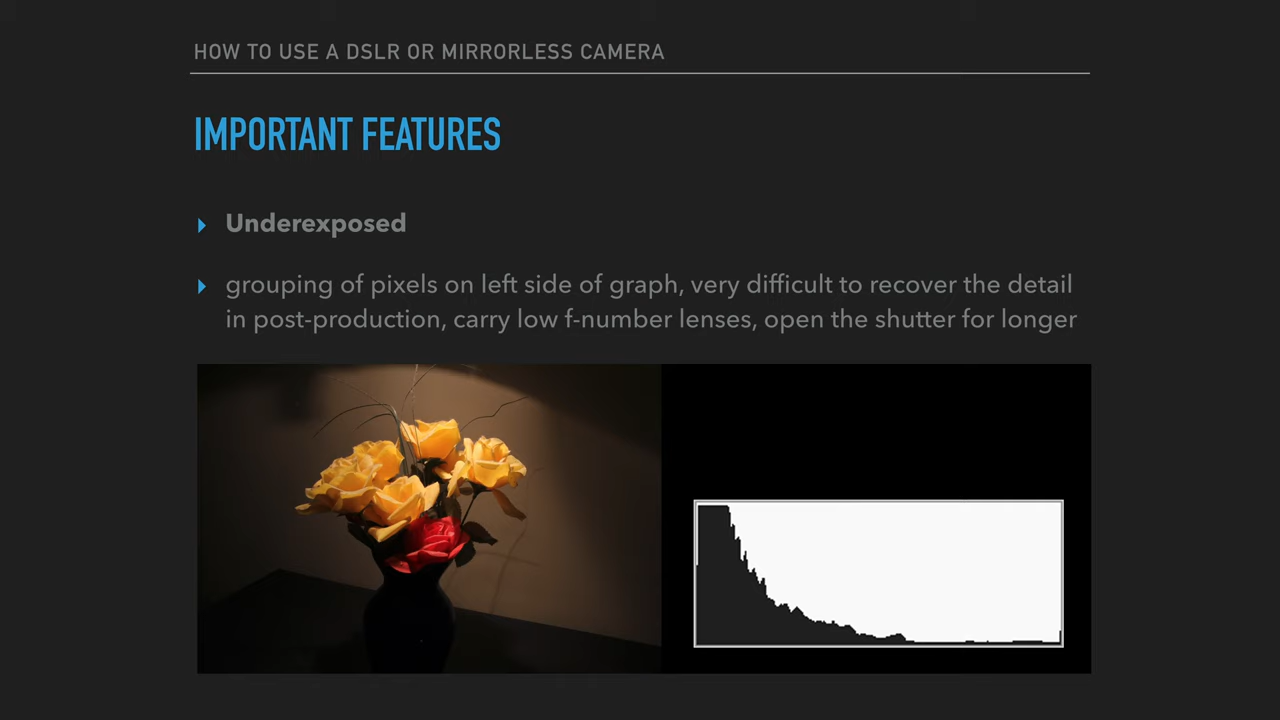 HOW TO USE A DSLR OR MIRRORLESS CAMERA
IMPORTANT FEATURES
Underexposed
grouping of pixels on left side of graph, very difficult to recover the detail
in post-production, carry low f-number lenses, open the shutter for longer